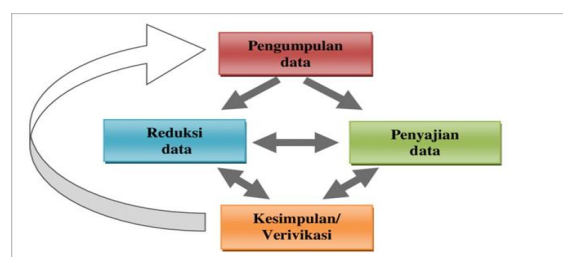 Pengumpulan
data
Reduksi
data
Penyajian
data
Kesimpulan/
Verivikasi